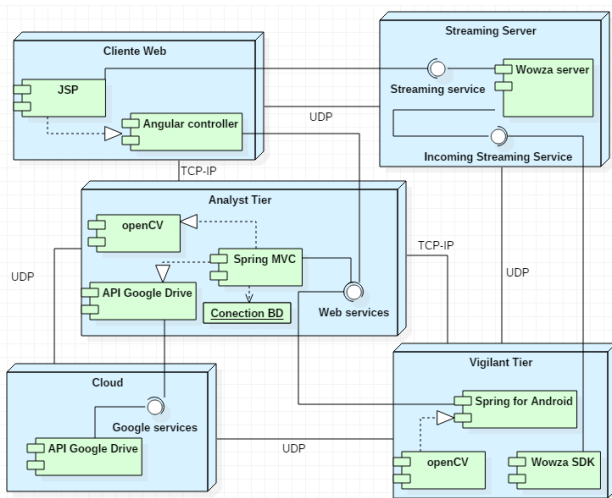 Cliente Web
JSP
Angular controller
Streaming Server
Wowza server
Streaming service
Incoming Streaming Service
UDP
TCP-IP
Analyst Tier
openCV
Spring MVC
API Google Drive
Conection BD
Web services
UDP
TCP-IP
UDP
Cloud
Google services
API Google Drive
UDP
Vigilant Tier
Spring for Android
openCV
Wowza SDK